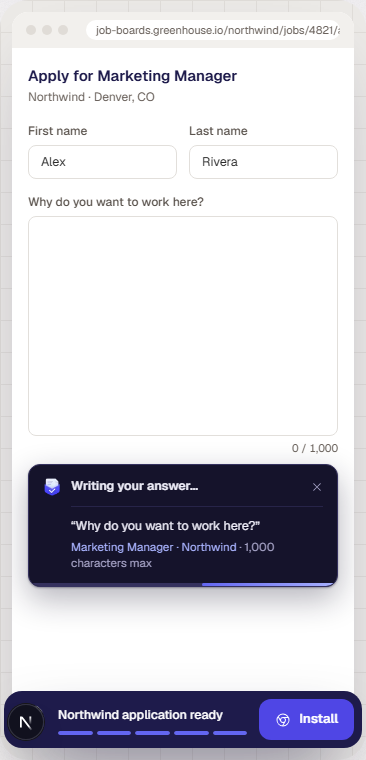 job-boards.greenhouse.io/northwind/jobs/4821/a
Apply for Marketing Manager
Northwind · Denver, CO
First name
Last name
Alex
Rivera
Why do you want to work here?
0 / 1,000
Writing your answer...
“Why do you want to work here?”
Marketing Manager · Northwind · 1,000
characters max
N
Northwind application ready
Install